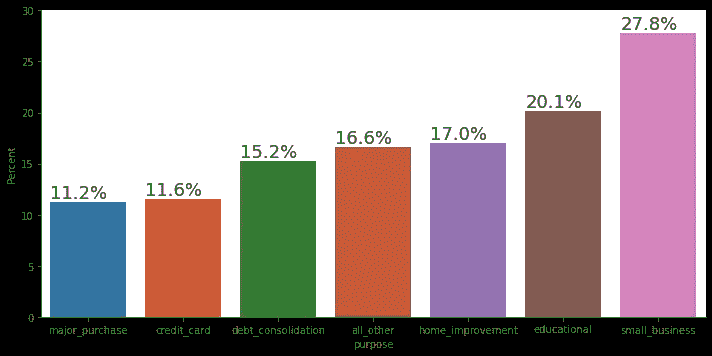 30
25
20
15
10
5
0
Percent
11.2%
11.6%
15.2%
16.6%
17.0%
20.1%
27.8%
major_purchase
credit_card
debt_consolidation
all_other
home_improvement
educational
small_business
purpose